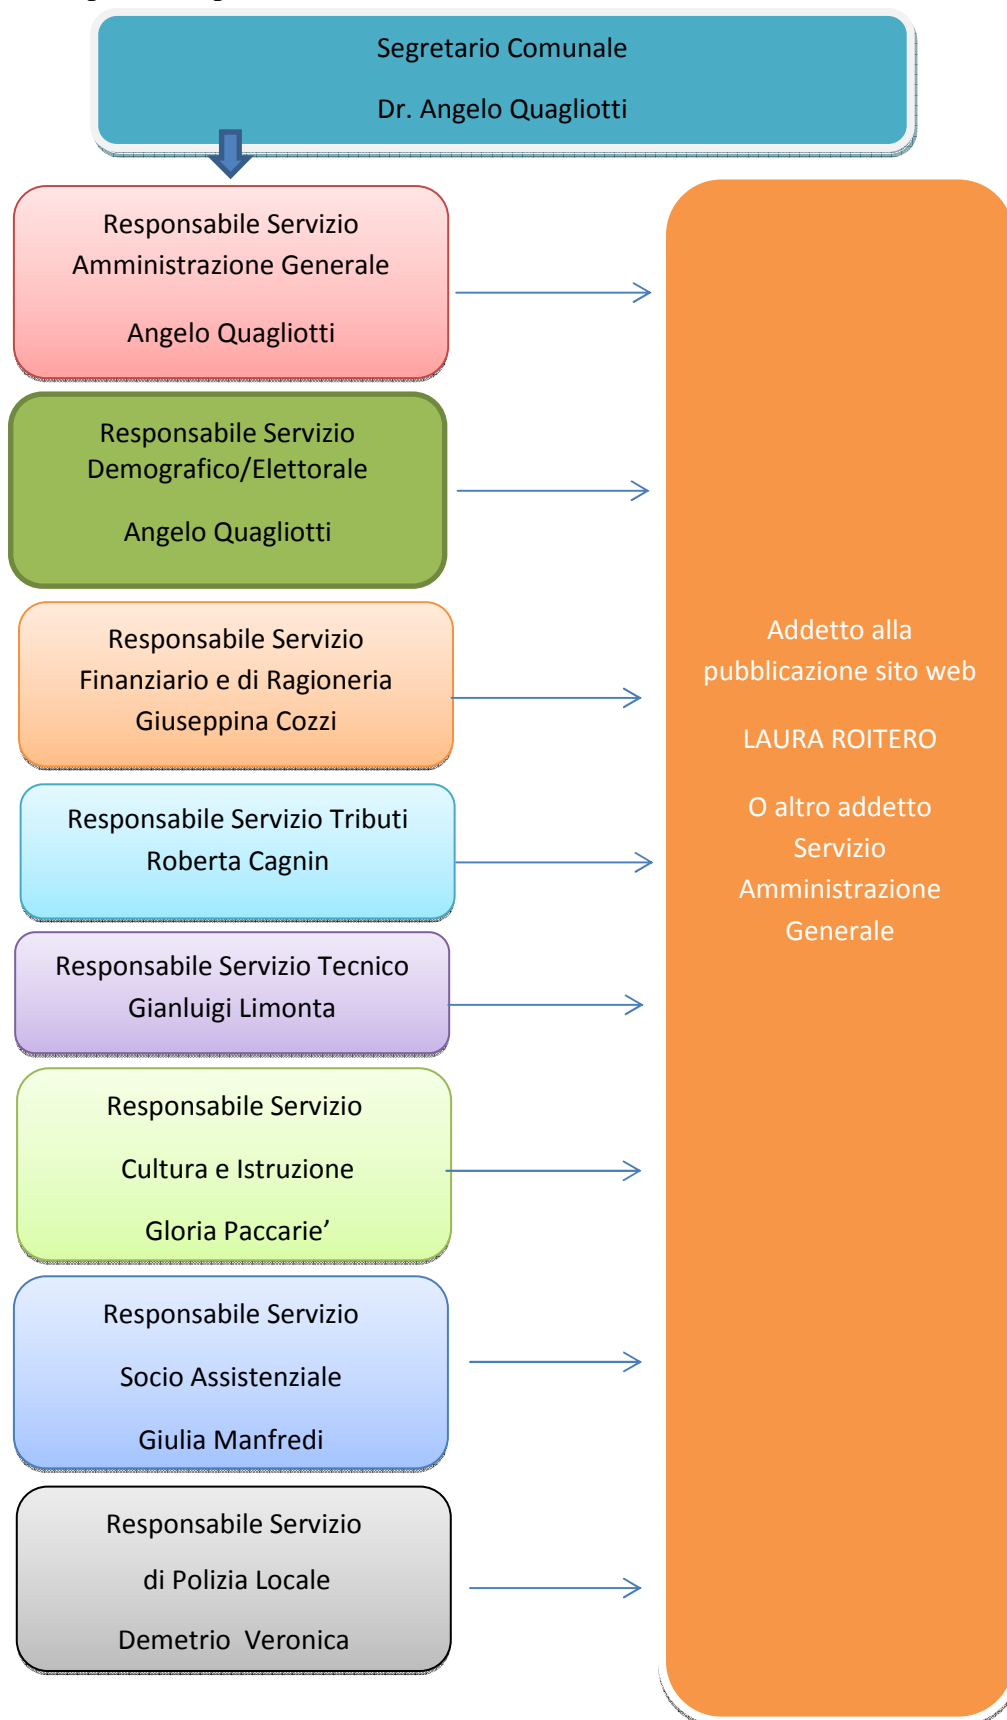 Segretario Comunale
Dr. Angelo Quagliotti
Responsabile Servizio
Amministrazione Generale
Angelo Quagliotti
Responsabile Servizio
Demografico/Elettorale
Angelo Quagliotti
Responsabile Servizio
Finanziario e di Ragioneria
Giuseppina Cozzi
Responsabile Servizio Tributi
Roberta Cagnin
Responsabile Servizio Tecnico
Gianluigi Limonta
Responsabile Servizio
Cultura e Istruzione
Gloria Paccarie’
Responsabile Servizio
Socio Assistenziale
Giulia Manfredi
Responsabile Servizio
di Polizia Locale
Demetrio  Veronica
Addetto alla
pubblicazione sito web
LAURA ROITERO
O altro addetto
Servizio
Amministrazione
Generale